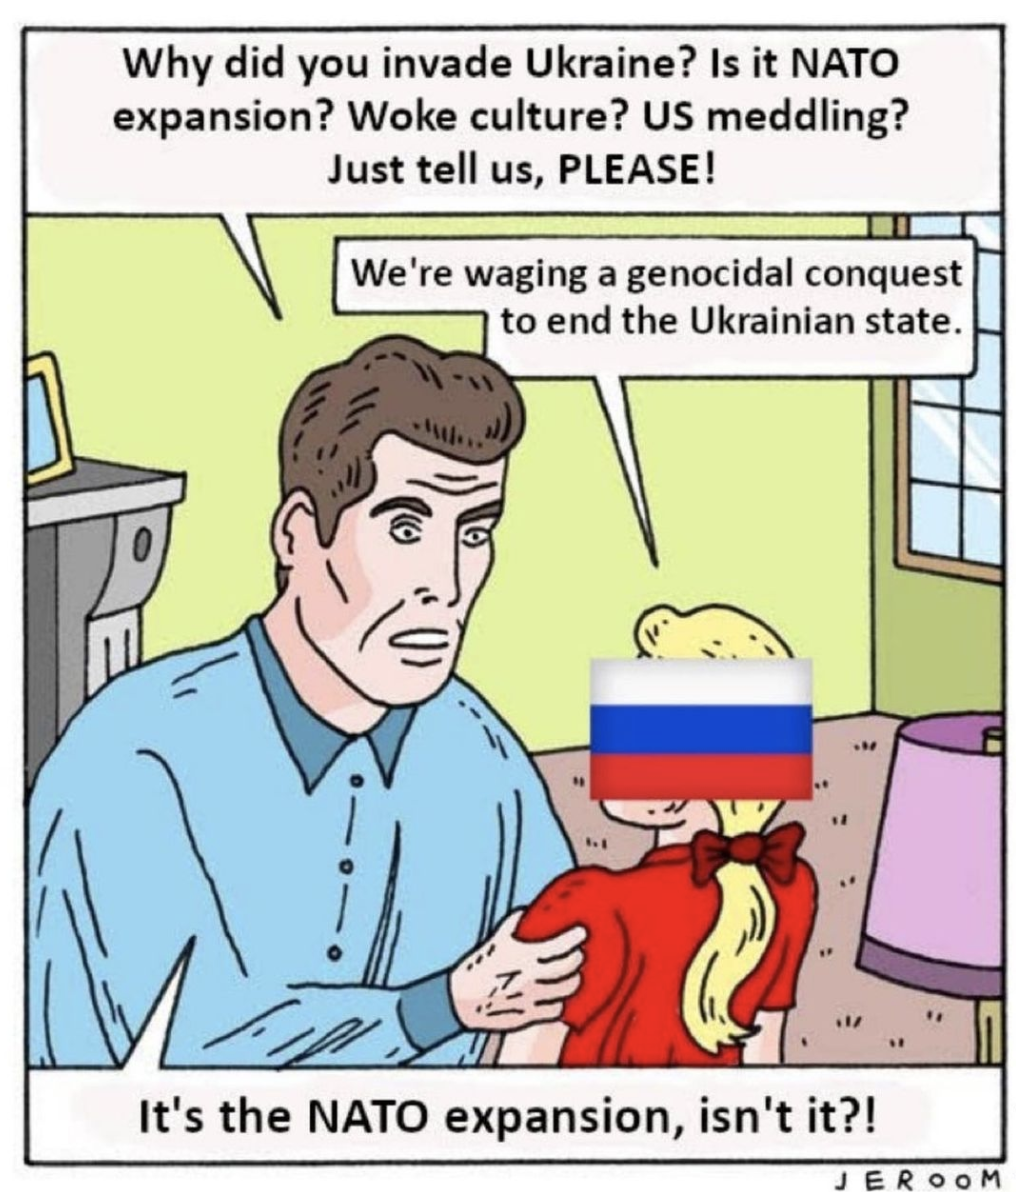 Why did you invade Ukraine? Is it NATO
expansion? Woke culture? US meddling?
Just tell us, PLEASE!
We're waging a genocidal conquest
to end the Ukrainian state.
It's the NATO expansion, isn't it?!
JEROOM